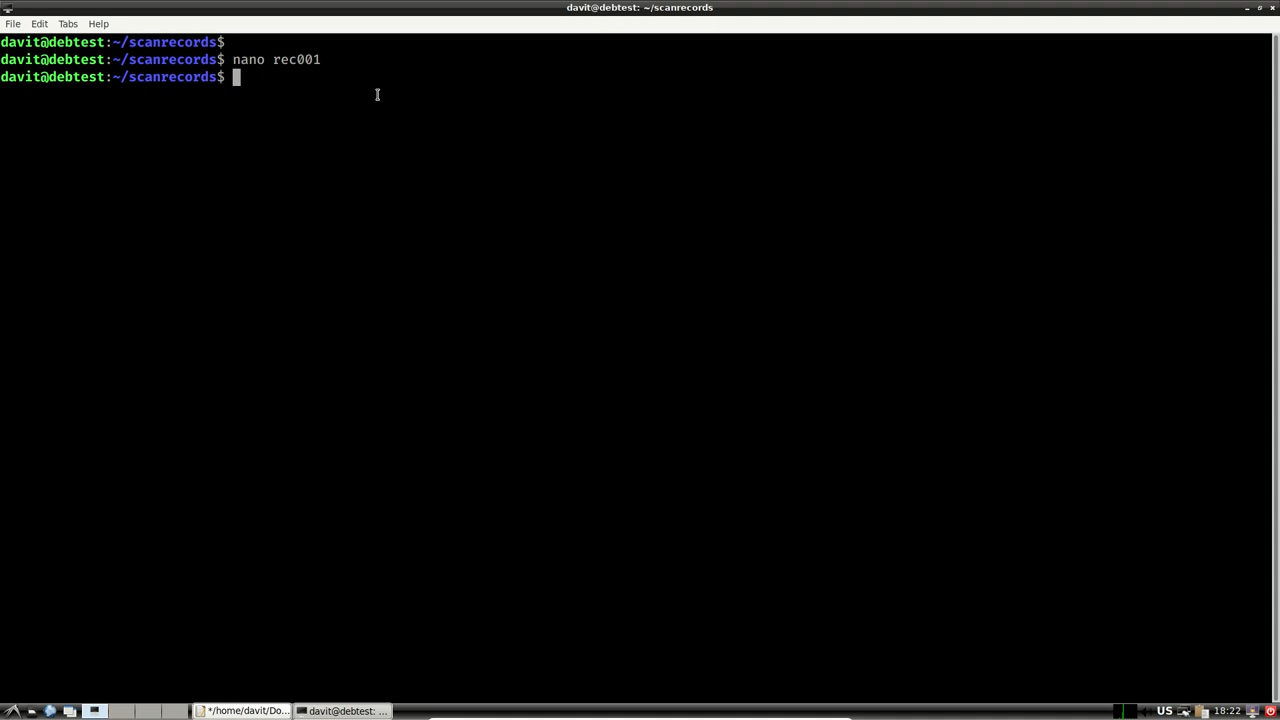 davit@debtest: ~/scanrecords
File Edit Tabs Help
davit@debtest:~/scanrecords$
davit@debtest:~/scanrecords$ nano rec001
davit@debtest:~/scanrecords$
*/home/davit/Do... davit@debtest: ... US 18:22